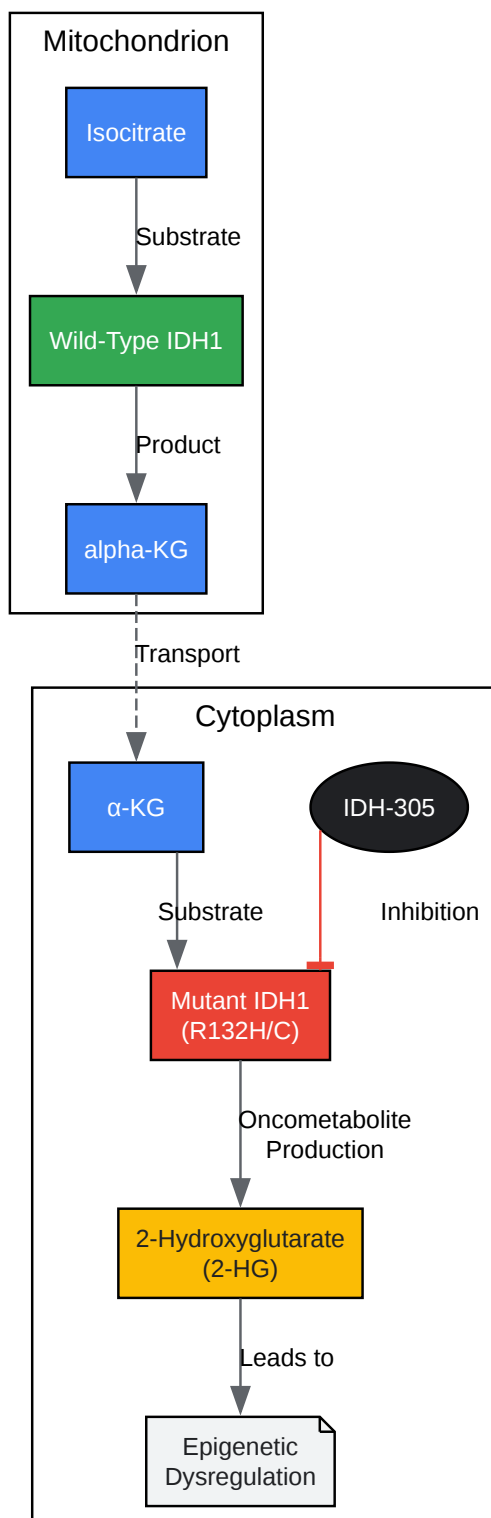 Mitochondrion
Isocitrate
Substrate
Wild-Type IDH1
Product
alpha-KG
Transport
Cytoplasm
α-KG
IDH-305
Substrate
Inhibition
Mutant IDH1
(R132H/C)
Oncometabolite
Production
2-Hydroxyglutarate
(2-HG)
Leads to
Epigenetic
Dysregulation